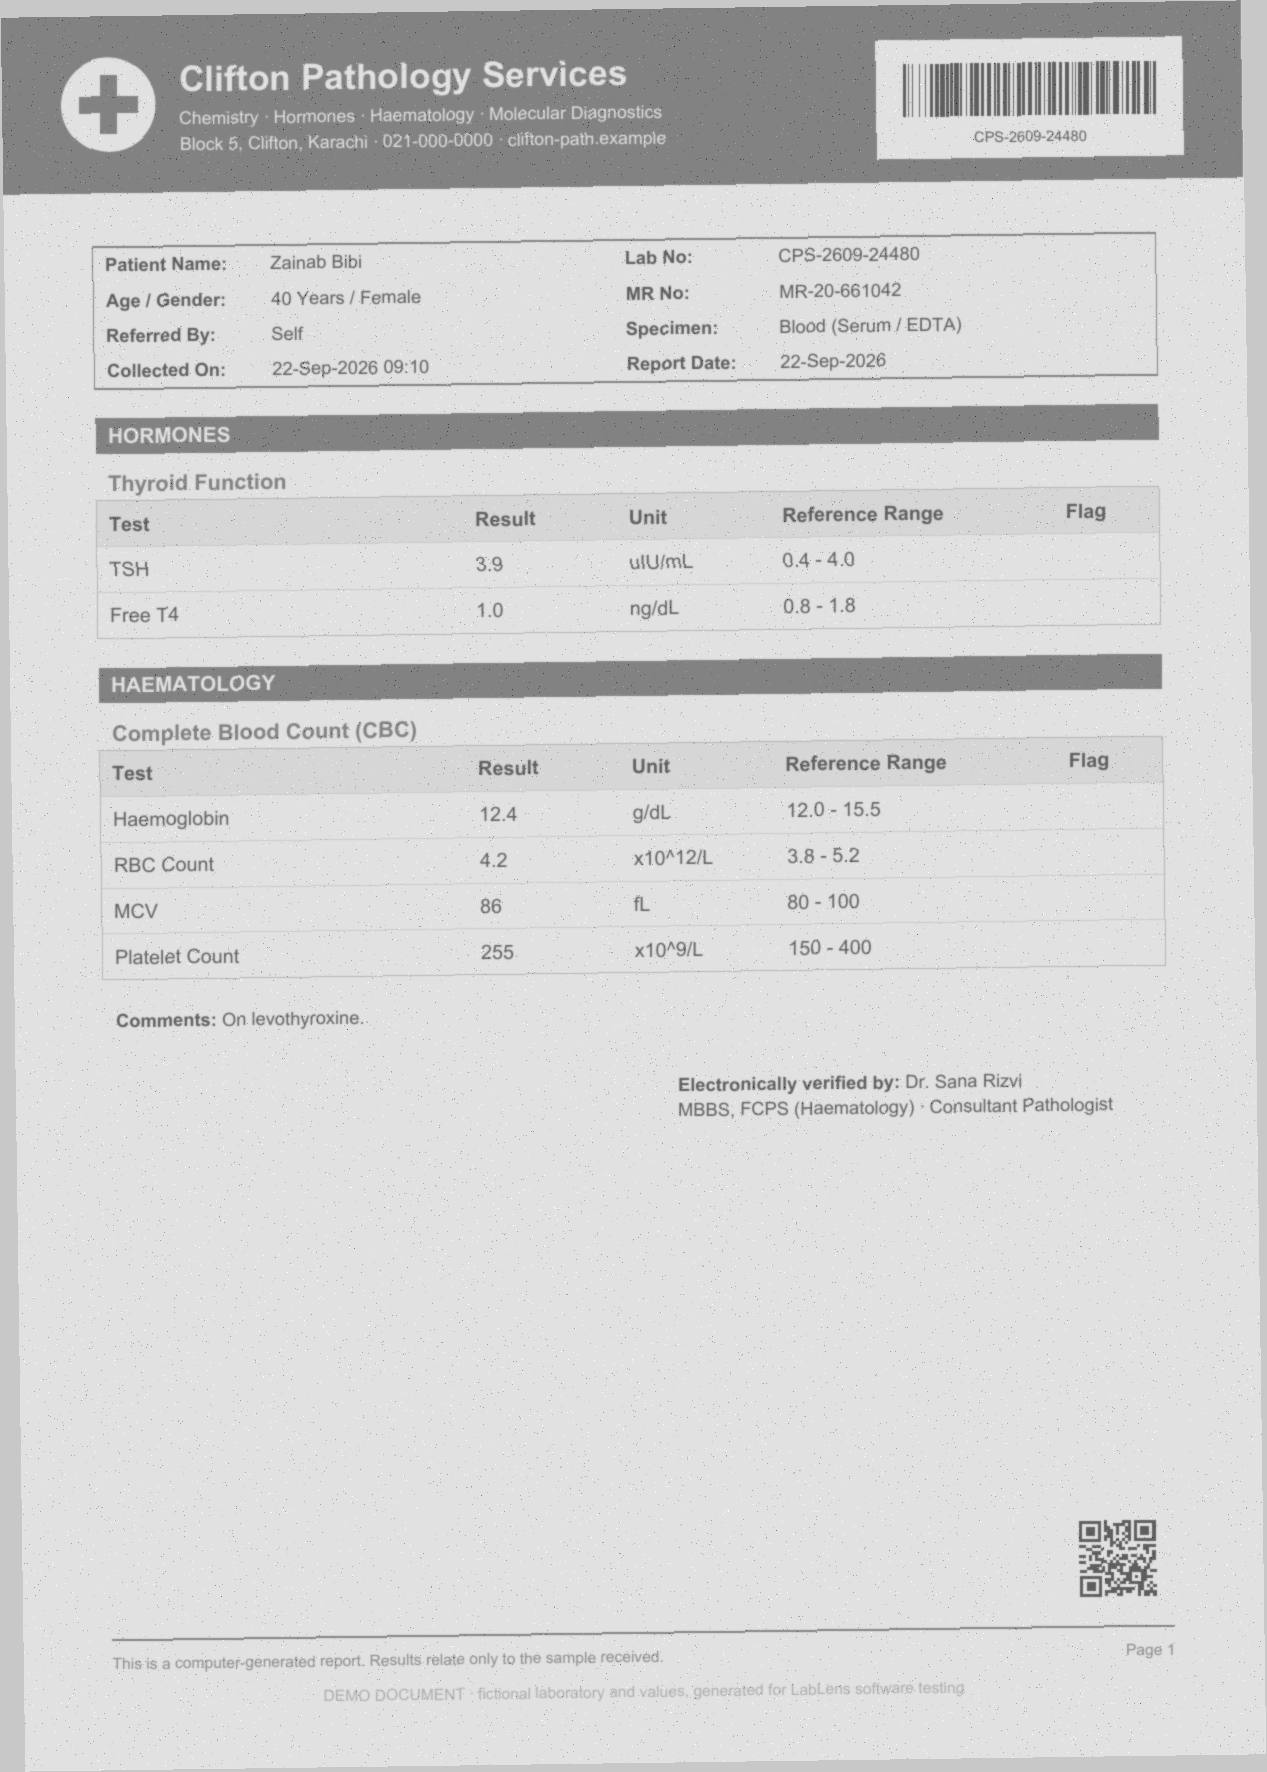 Clifton Pathology Services
Chemistry · Hormones · Haematology · Molecular Diagnostics
Block 5, Clifton, Karachi · 021-000-0000 · clifton-path.example
CPS-2609-24480
Patient Name: Zainab Bibi Lab No: CPS-2609-24480
Age / Gender: 40 Years / Female MR No: MR-20-661042
Referred By: Self Specimen: Blood (Serum / EDTA)
Collected On: 22-Sep-2026 09:10 Report Date: 22-Sep-2026
HORMONES
Thyroid Function
Test Result Unit Reference Range Flag
TSH 3.9 uIU/mL 0.4 - 4.0
Free T4 1.0 ng/dL 0.8 - 1.8
HAEMATOLOGY
Complete Blood Count (CBC)
Test Result Unit Reference Range Flag
Haemoglobin 12.4 g/dL 12.0 - 15.5
RBC Count 4.2 x10^12/L 3.8 - 5.2
MCV 86 fL 80 - 100
Platelet Count 255 x10^9/L 150 - 400
Comments: On levothyroxine.
Electronically verified by: Dr. Sana Rizvi
MBBS, FCPS (Haematology) · Consultant Pathologist
This is a computer-generated report. Results relate only to the sample received. Page 1
DEMO DOCUMENT · fictional laboratory and values, generated for LabLens software testing